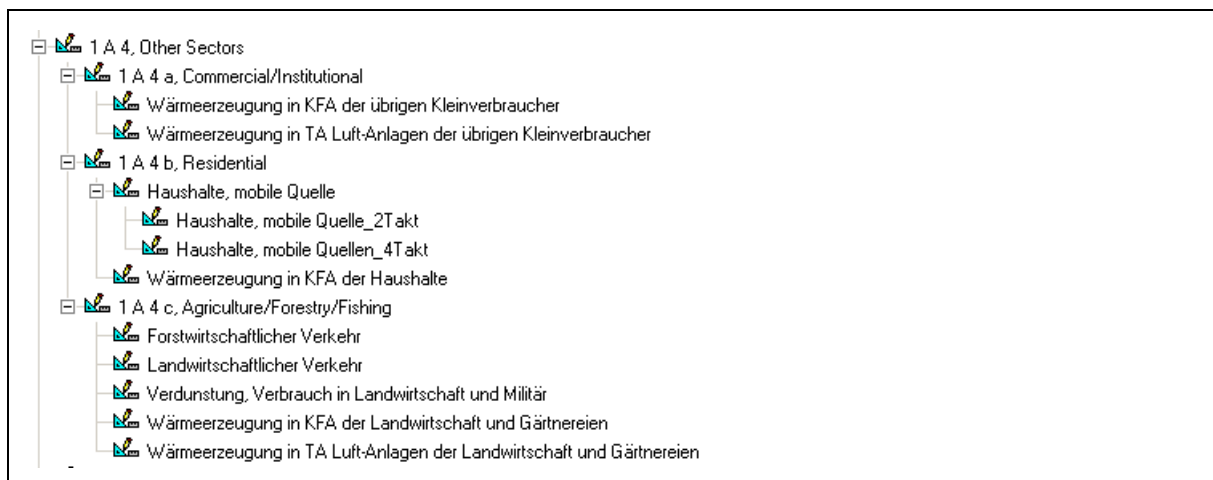 1 A 4, Other Sectors
1 A 4 a, Commercial/Institutional
Wärmeerzeugung in KFA der übrigen Kleinverbraucher
Wärmeerzeugung in TA Luft-Anlagen der übrigen Kleinverbraucher
1 A 4 b, Residential
Haushalte, mobile Quelle
Haushalte, mobile Quelle_2Takt
Haushalte, mobile Quellen_4Takt
Wärmeerzeugung in KFA der Haushalte
1 A 4 c, Agriculture/Forestry/Fishing
Forstwirtschaftlicher Verkehr
Landwirtschaftlicher Verkehr
Verdunstung, Verbrauch in Landwirtschaft und Militär
Wärmeerzeugung in KFA der Landwirtschaft und Gärtnereien
Wärmeerzeugung in TA Luft-Anlagen der Landwirtschaft und Gärtnereien